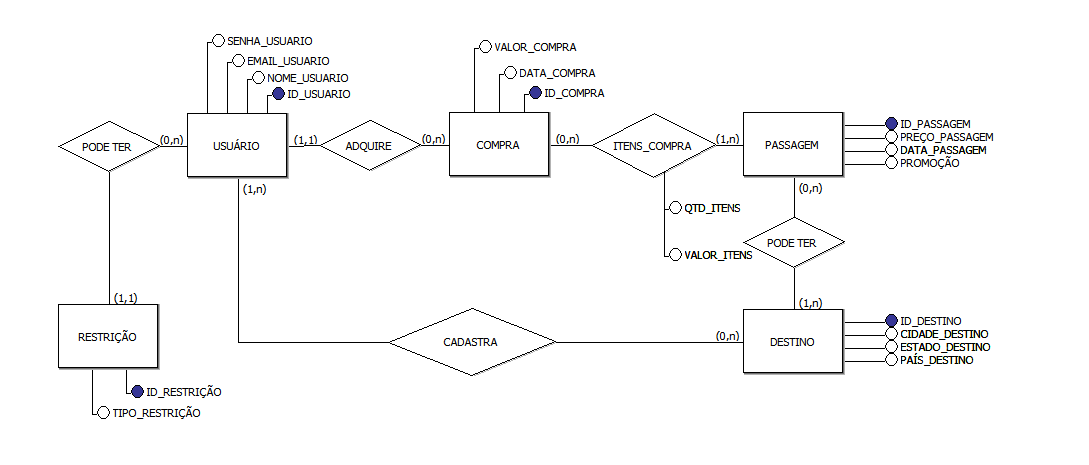 SENHA_USUARIO
EMAIL_USUARIO
NOME_USUARIO
ID_USUARIO
VALOR_COMPRA
DATA_COMPRA
ID_COMPRA
PODE TER
(0,n)
USUÁRIO
(1,1)
ADQUIRE
(0,n)
COMPRA
(0,n)
ITENS_COMPRA
(1,n)
PASSAGEM
ID_PASSAGEM
PREÇO_PASSAGEM
DATA_PASSAGEM
PROMOÇÃO
(1,n)
(0,n)
QTD_ITENS
VALOR_ITENS
PODE TER
(1,1)
(1,n)
RESTRIÇÃO
CADASTRA
(0,n)
DESTINO
ID_DESTINO
CIDADE_DESTINO
ESTADO_DESTINO
PAÍS_DESTINO
ID_RESTRIÇÃO
TIPO_RESTRIÇÃO